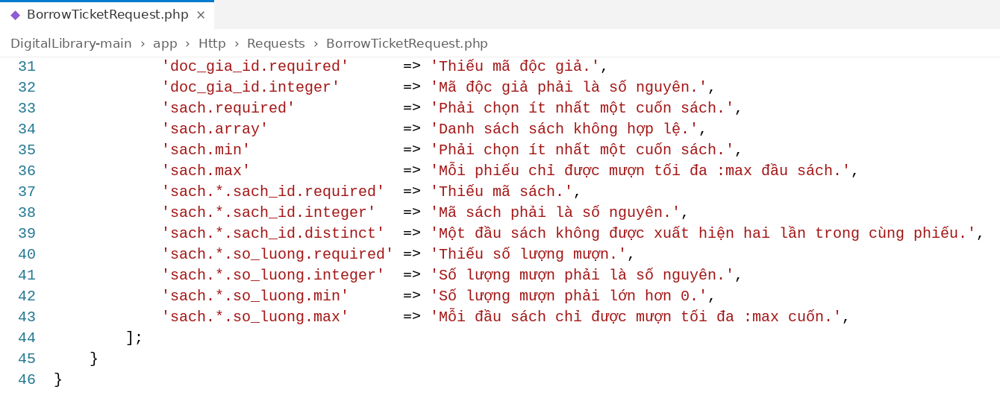 BorrowTicketRequest.php ×
DigitalLibrary-main › app › Http › Requests › BorrowTicketRequest.php
31            'doc_gia_id.required'      => 'Thiếu mã độc giả.',
32            'doc_gia_id.integer'       => 'Mã độc giả phải là số nguyên.',
33            'sach.required'            => 'Phải chọn ít nhất một cuốn sách.',
34            'sach.array'               => 'Danh sách sách không hợp lệ.',
35            'sach.min'                 => 'Phải chọn ít nhất một cuốn sách.',
36            'sach.max'                 => 'Mỗi phiếu chỉ được mượn tối đa :max đầu sách.',
37            'sach.*.sach_id.required'  => 'Thiếu mã sách.',
38            'sach.*.sach_id.integer'   => 'Mã sách phải là số nguyên.',
39            'sach.*.sach_id.distinct'  => 'Một đầu sách không được xuất hiện hai lần trong cùng phiếu.',
40            'sach.*.so_luong.required' => 'Thiếu số lượng mượn.',
41            'sach.*.so_luong.integer'  => 'Số lượng mượn phải là số nguyên.',
42            'sach.*.so_luong.min'      => 'Số lượng mượn phải lớn hơn 0.',
43            'sach.*.so_luong.max'      => 'Mỗi đầu sách chỉ được mượn tối đa :max cuốn.',
44        ];
45    }
46 }